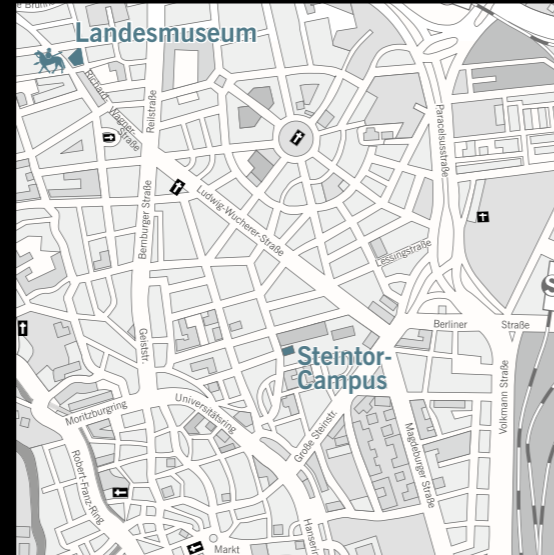 Landesmuseum
Richard-
Wagner-
Straße
Reilstraße
Paracelsusstraße
Bernburger Straße
Ludwig-Wucherer-Straße
Lessingstraße
Berliner Straße
Geiststr.
Steintor-
Campus
Volkmann Straße
Moritzburgring
Universitätsring
Große Steinstr.
Magdeburger Straße
Robert-Franz-Ring
Markt
S